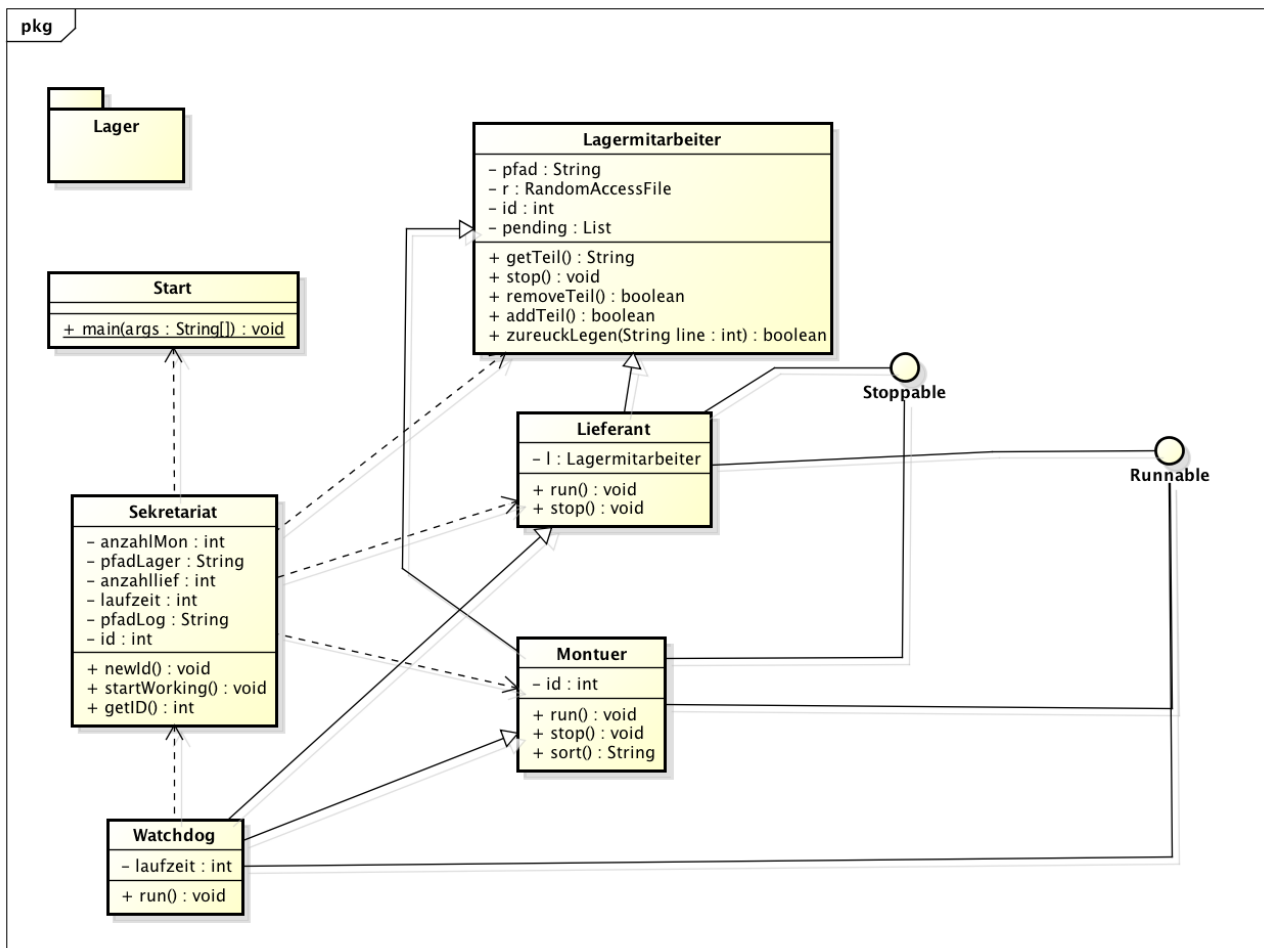 pkg
Lager
Lagermitarbeiter
- pfad : String
- r : RandomAccessFile
- id : int
- pending : List
+ getTeil() : String
+ stop() : void
+ removeTeil() : boolean
+ addTeil() : boolean
+ zureuckLegen(String line : int) : boolean
Start
+ main(args : String[]) : void
Stoppable
Lieferant
- l : Lagermitarbeiter
+ run() : void
+ stop() : void
Runnable
Sekretariat
- anzahlMon : int
- pfadLager : String
- anzahllief : int
- laufzeit : int
- pfadLog : String
- id : int
+ newId() : void
+ startWorking() : void
+ getID() : int
Montuer
- id : int
+ run() : void
+ stop() : void
+ sort() : String
Watchdog
- laufzeit : int
+ run() : void